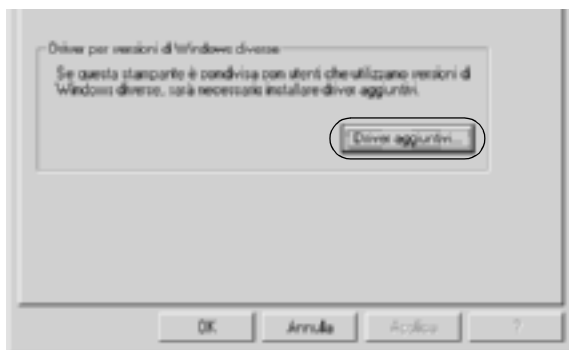 Driver per versioni di Windows diverse
Se questa stampante è condivisa con utenti che utilizzano versioni di
Windows diverse, sarà necessario installare driver aggiuntivi.
Driver aggiuntivi...
OK
Annulla
Applica
?